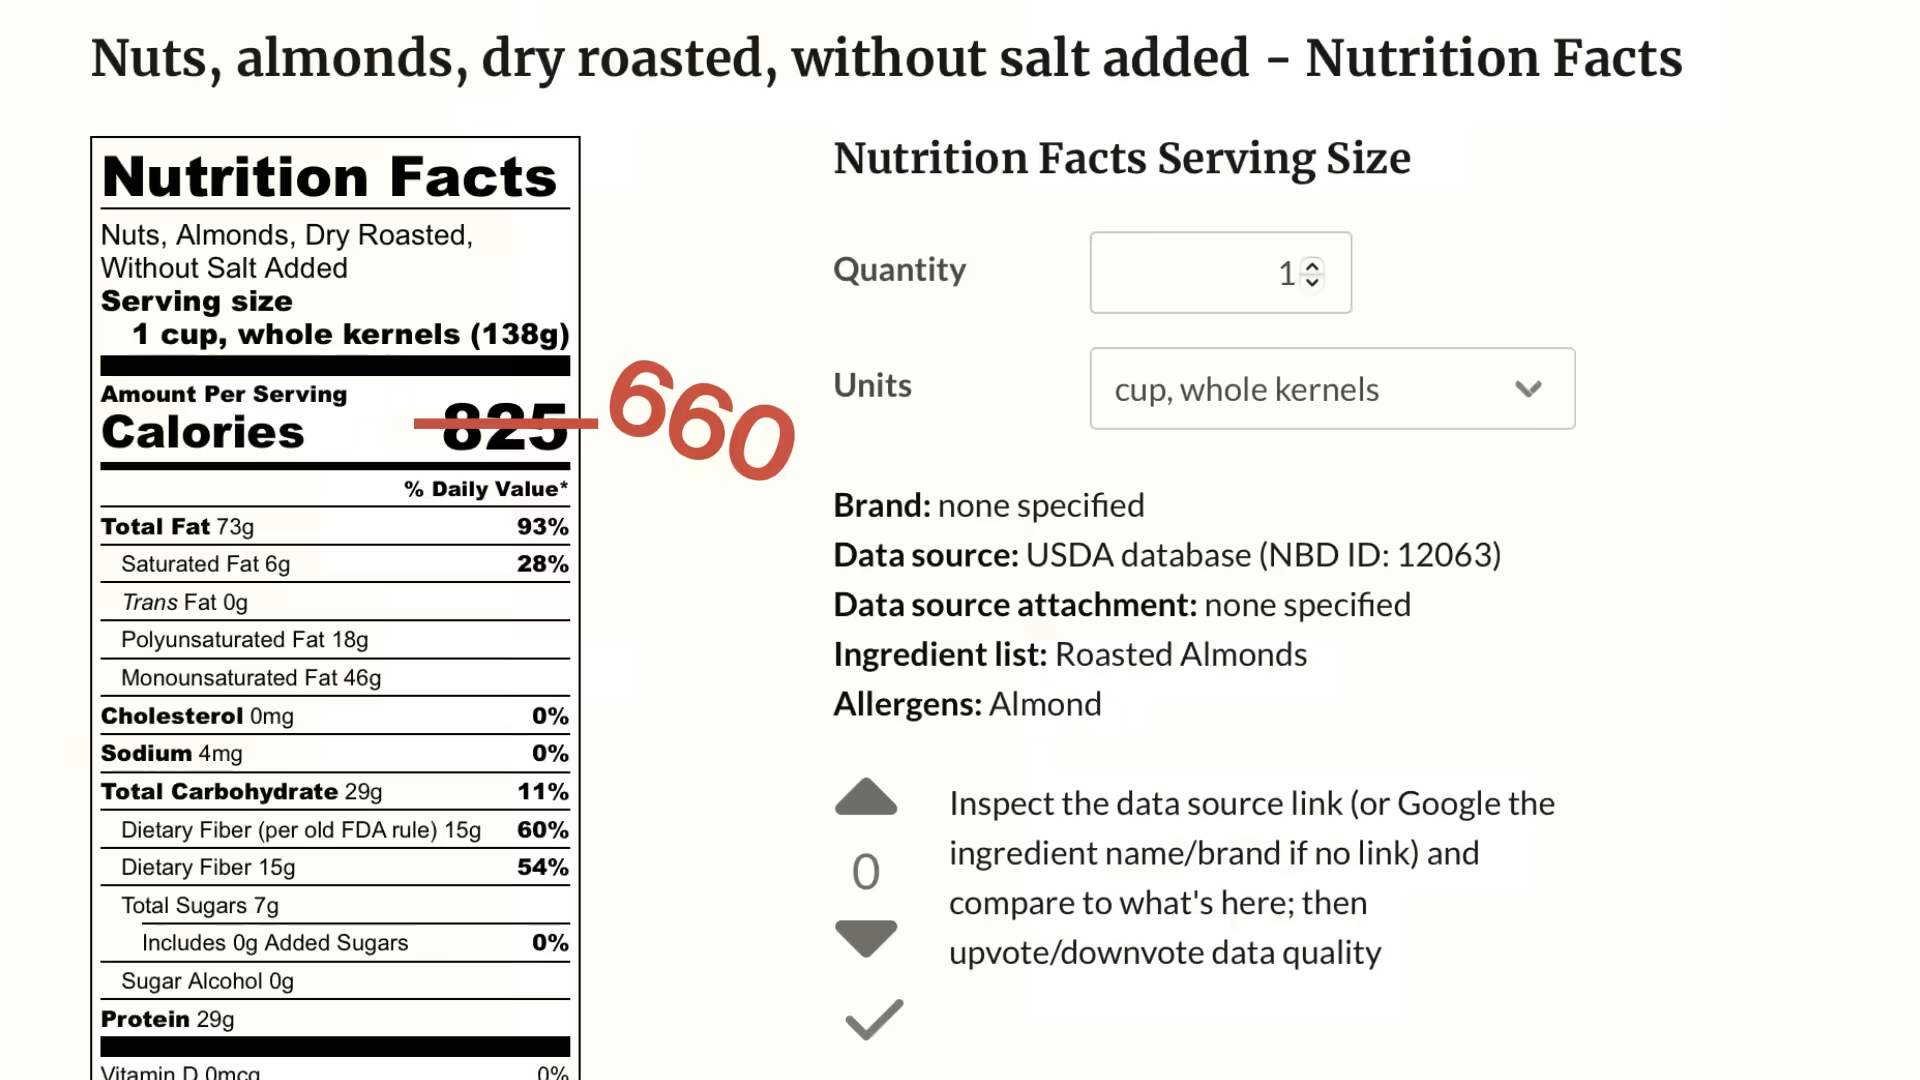 Nuts, almonds, dry roasted, without salt added - Nutrition Facts
Nutrition Facts
Nuts, Almonds, Dry Roasted,
Without Salt Added
Serving size
1 cup, whole kernels (138g)
Amount Per Serving
Calories 825 660
% Daily Value*
Total Fat 73g 93%
Saturated Fat 6g 28%
Trans Fat 0g
Polyunsaturated Fat 18g
Monounsaturated Fat 46g
Cholesterol 0mg 0%
Sodium 4mg 0%
Total Carbohydrate 29g 11%
Dietary Fiber (per old FDA rule) 15g 60%
Dietary Fiber 15g 54%
Total Sugars 7g
Includes 0g Added Sugars 0%
Sugar Alcohol 0g
Protein 29g
Vitamin D 0mcg 0%
Nutrition Facts Serving Size
Quantity 1
Units cup, whole kernels
Brand: none specified
Data source: USDA database (NBD ID: 12063)
Data source attachment: none specified
Ingredient list: Roasted Almonds
Allergens: Almond
0
Inspect the data source link (or Google the
ingredient name/brand if no link) and
compare to what's here; then
upvote/downvote data quality